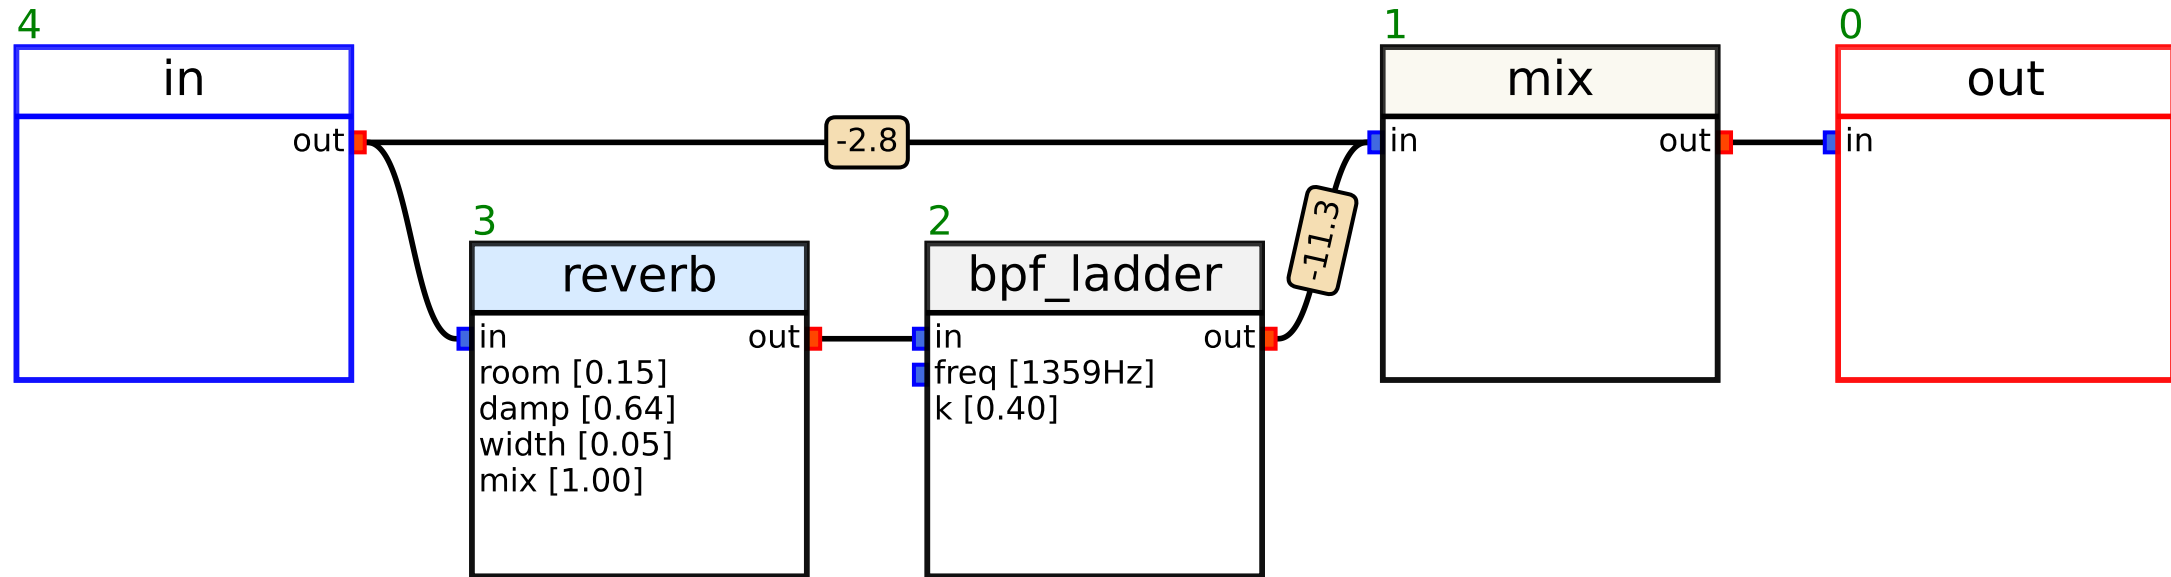 4
in
out
-2.8
3
reverb
in
out
room [0.15]
damp [0.64]
width [0.05]
mix [1.00]
2
bpf_ladder
in
out
freq [1359Hz]
k [0.40]
-11.3
1
mix
in
out
0
out
in